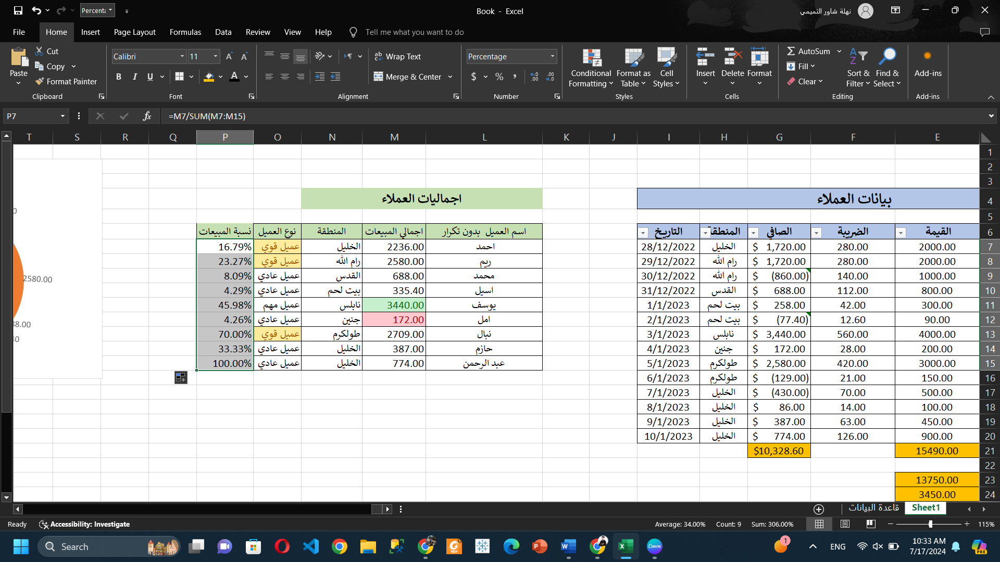 Percenta
Book - Excel
نهلة شاور التميمي
File Home Insert Page Layout Formulas Data Review View Help Tell me what you want to do
Paste
Cut
Copy
Format Painter
Clipboard
Calibri 11
B I U
Font
Wrap Text
Merge & Center
Alignment
Percentage
$ % ,
Number
Conditional Formatting
Format as Table
Cell Styles
Styles
Insert Delete Format
Cells
AutoSum
Fill
Clear
Sort & Filter
Find & Select
Editing
Add-ins
Add-ins
P7
fx =M7/SUM(M7:M15)
T S R Q P O N M L K J I H G F E
1
2
3
بيانات العملاء 4
اجماليات العملاء
5
القيمة الضريبة الصافي المنطقة التاريخ 6
اسم العميل بدون تكرار اجمالي المبيعات المنطقة نوع العميل نسبة المبيعات
7 2000.00 280.00 $ 1,720.00 الخليل 28/12/2022
احمد 2236.00 الخليل عميل قوي 16.79%
8 2000.00 280.00 $ 1,720.00 رام الله 29/12/2022
ريم 2580.00 رام الله عميل قوي 23.27%
9 1000.00 140.00 $ (860.00) رام الله 30/12/2022
محمد 688.00 القدس عميل عادي 8.09%
10 800.00 112.00 $ 688.00 القدس 31/12/2022
اسيل 335.40 بيت لحم عميل عادي 4.29%
11 300.00 42.00 $ 258.00 بيت لحم 1/1/2023
يوسف 3440.00 نابلس عميل مهم 45.98%
12 90.00 12.60 $ (77.40) بيت لحم 2/1/2023
امل 172.00 جنين عميل عادي 4.26%
13 4000.00 560.00 $ 3,440.00 نابلس 3/1/2023
نبال 2709.00 طولكرم عميل قوي 70.00%
14 200.00 28.00 $ 172.00 جنين 4/1/2023
حازم 387.00 الخليل عميل عادي 33.33%
15 3000.00 420.00 $ 2,580.00 طولكرم 5/1/2023
عبد الرحمن 774.00 الخليل عميل عادي 100.00%
16 150.00 21.00 $ (129.00) طولكرم 6/1/2023
17 500.00 70.00 $ (430.00) الخليل 7/1/2023
18 100.00 14.00 $ 86.00 الخليل 8/1/2023
19 450.00 63.00 $ 387.00 الخليل 9/1/2023
20 900.00 126.00 $ 774.00 الخليل 10/1/2023
21 15490.00 $10,328.60
22
23 13750.00
24 3450.00
2580.00
قاعدة البيانات Sheet1
Ready Accessibility: Investigate Average: 34.00% Count: 9 Sum: 306.00% 115%
Search
PDF
Canva
1
ENG
10:33 AM
7/17/2024
PRE